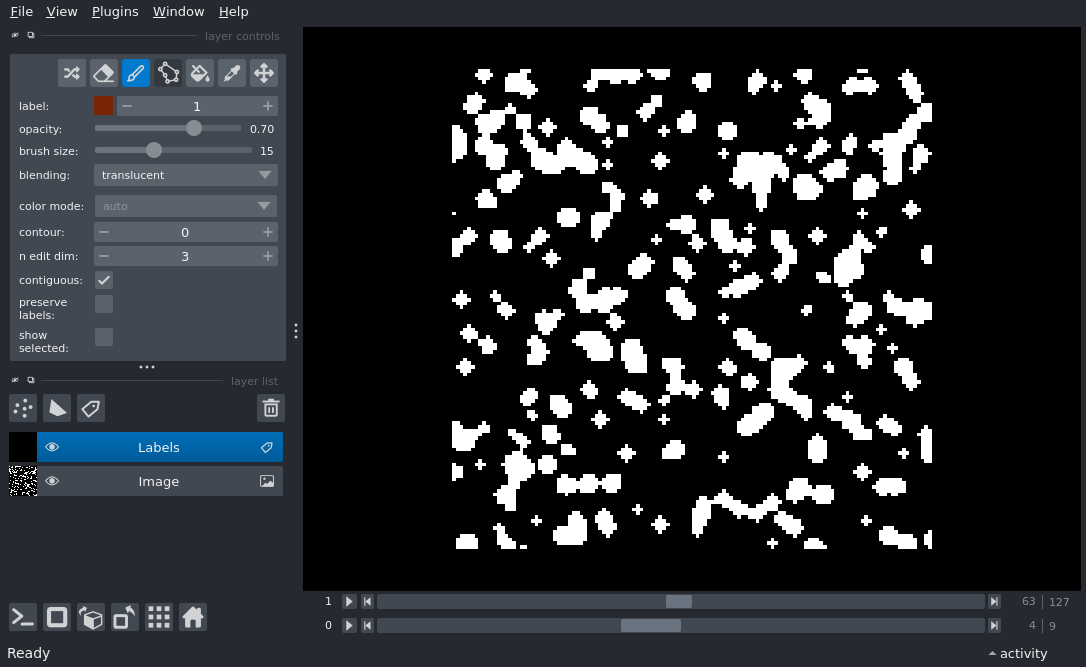 File View Plugins Window Help
layer controls
label: 1
opacity: 0.70
brush size: 15
blending: translucent
color mode: auto
contour: 0
n edit dim: 3
contiguous:
preserve
labels:
show
selected:
layer list
Labels
Image
1 63 127
0 4 9
Ready activity